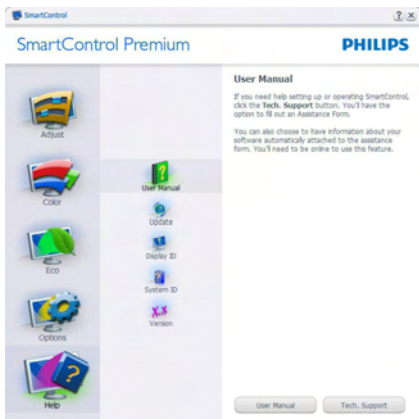 SmartControl
SmartControl Premium
PHILIPS
Adjust
Color
Eco
Options
Help
User Manual
Update
Display ID
System ID
Version
User Manual
If you need help setting up or operating SmartControl,
click the Tech. Support button. You'll have the
option to fill out an Assistance Form.
You can also choose to have information about your
software automatically attached to the assistance
form. You'll need to be online to use this feature.
User Manual
Tech. Support